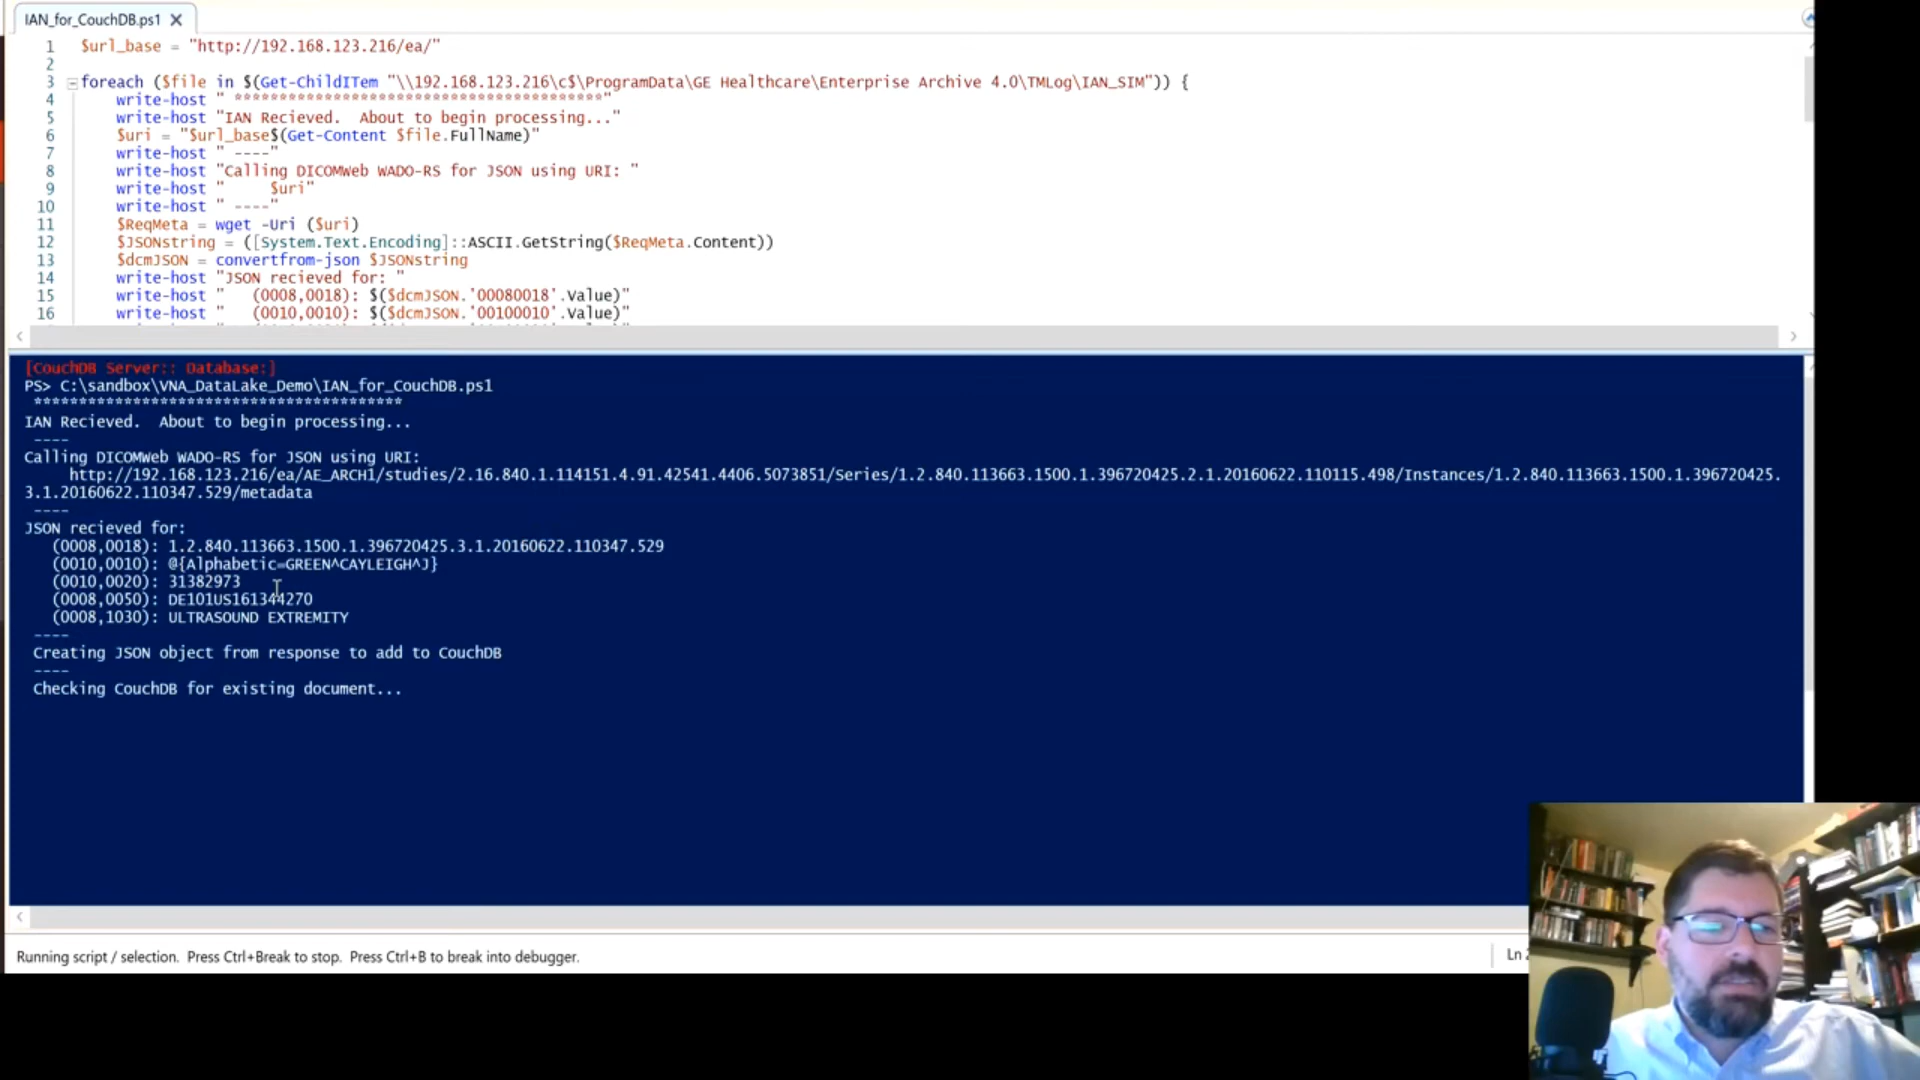 IAN_for_CouchDB.ps1 X
1 $url_base = "http://192.168.123.216/ea/"
2
3 foreach ($file in $(Get-ChildITem "\\192.168.123.216\c$\ProgramData\GE Healthcare\Enterprise Archive 4.0\TMLog\IAN_SIM")) {
4 write-host " *****************************************"
5 write-host "IAN Recieved.  About to begin processing..."
6 $uri = "$url_base$(Get-Content $file.FullName)"
7 write-host " ----"
8 write-host "Calling DICOMWeb WADO-RS for JSON using URI: "
9 write-host "     $uri"
10 write-host " ----"
11 $ReqMeta = wget -Uri ($uri)
12 $JSONstring = ([System.Text.Encoding]::ASCII.GetString($ReqMeta.Content))
13 $dcmJSON = convertfrom-json $JSONstring
14 write-host "JSON recieved for: "
15 write-host "   (0008,0018): $($dcmJSON.'00080018'.Value)"
16 write-host "   (0010,0010): $($dcmJSON.'00100010'.Value)"
[CouchDB Server:: Database:]
PS> C:\sandbox\VNA_DataLake_Demo\IAN_for_CouchDB.ps1
*****************************************
IAN Recieved.  About to begin processing...
----
Calling DICOMWeb WADO-RS for JSON using URI:
http://192.168.123.216/ea/AE_ARCH1/studies/2.16.840.1.114151.4.91.42541.4406.5073851/Series/1.2.840.113663.1500.1.396720425.2.1.20160622.110115.498/Instances/1.2.840.113663.1500.1.396720425.
3.1.20160622.110347.529/metadata
----
JSON recieved for:
(0008,0018): 1.2.840.113663.1500.1.396720425.3.1.20160622.110347.529
(0010,0010): @{Alphabetic=GREEN^CAYLEIGH^J}
(0010,0020): 31382973
(0008,0050): DE101US161344270
(0008,1030): ULTRASOUND EXTREMITY
----
Creating JSON object from response to add to CouchDB
----
Checking CouchDB for existing document...
Running script / selection.  Press Ctrl+Break to stop.  Press Ctrl+B to break into debugger.
Ln